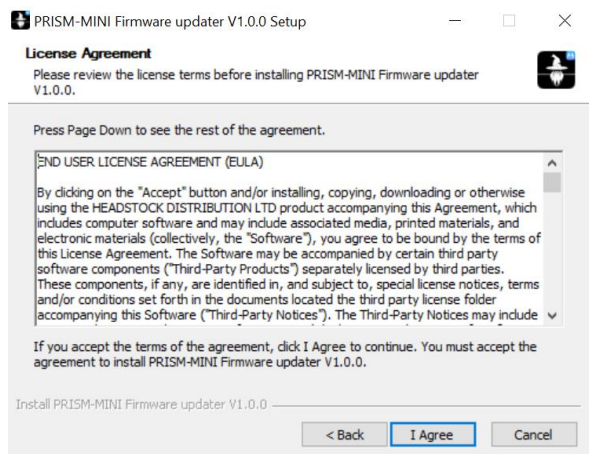 PRISM-MINI Firmware updater V1.0.0 Setup
License Agreement
Please review the license terms before installing PRISM-MINI Firmware updater
V1.0.0.
Press Page Down to see the rest of the agreement.
END USER LICENSE AGREEMENT (EULA)
By clicking on the "Accept" button and/or installing, copying, downloading or otherwise
using the HEADSTOCK DISTRIBUTION LTD product accompanying this Agreement, which
includes computer software and may include associated media, printed materials, and
electronic materials (collectively, the "Software"), you agree to be bound by the terms of
this License Agreement. The Software may be accompanied by certain third party
software components ("Third-Party Products") separately licensed by third parties.
These components, if any, are identified in, and subject to, special license notices, terms
and/or conditions set forth in the documents located the third party license folder
accompanying this Software ("Third-Party Notices"). The Third-Party Notices may include
If you accept the terms of the agreement, click I Agree to continue. You must accept the
agreement to install PRISM-MINI Firmware updater V1.0.0.
Install PRISM-MINI Firmware updater V1.0.0
< Back I Agree Cancel